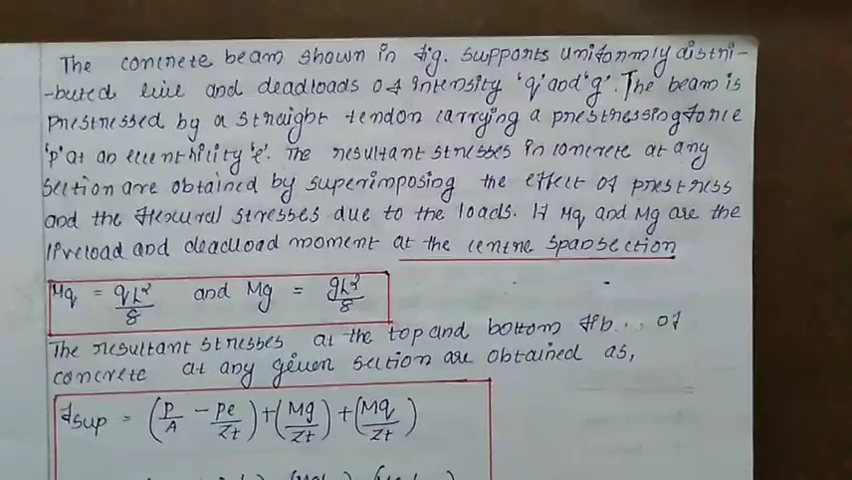 The concrete beam shown in fig. supports uniformly distri-
-buted live and deadloads of intensity 'q' and 'g'. The beam is
prestressed by a straight tendon carrying a prestressing force
'p' at an eccentricity 'e'. The resultant stresses in concrete at any
section are obtained by superimposing the effect of prestress
and the flexural stresses due to the loads. If Mq and Mg are the
liveload and deadload moment at the centre span section
Mq = qL²/8 and Mg = gL²/8
The resultant stresses at the top and bottom fib... of
concrete at any given section are obtained as,
fsup = (P/A - Pe/Zt) + (Mg/Zt) + (Mq/Zt)